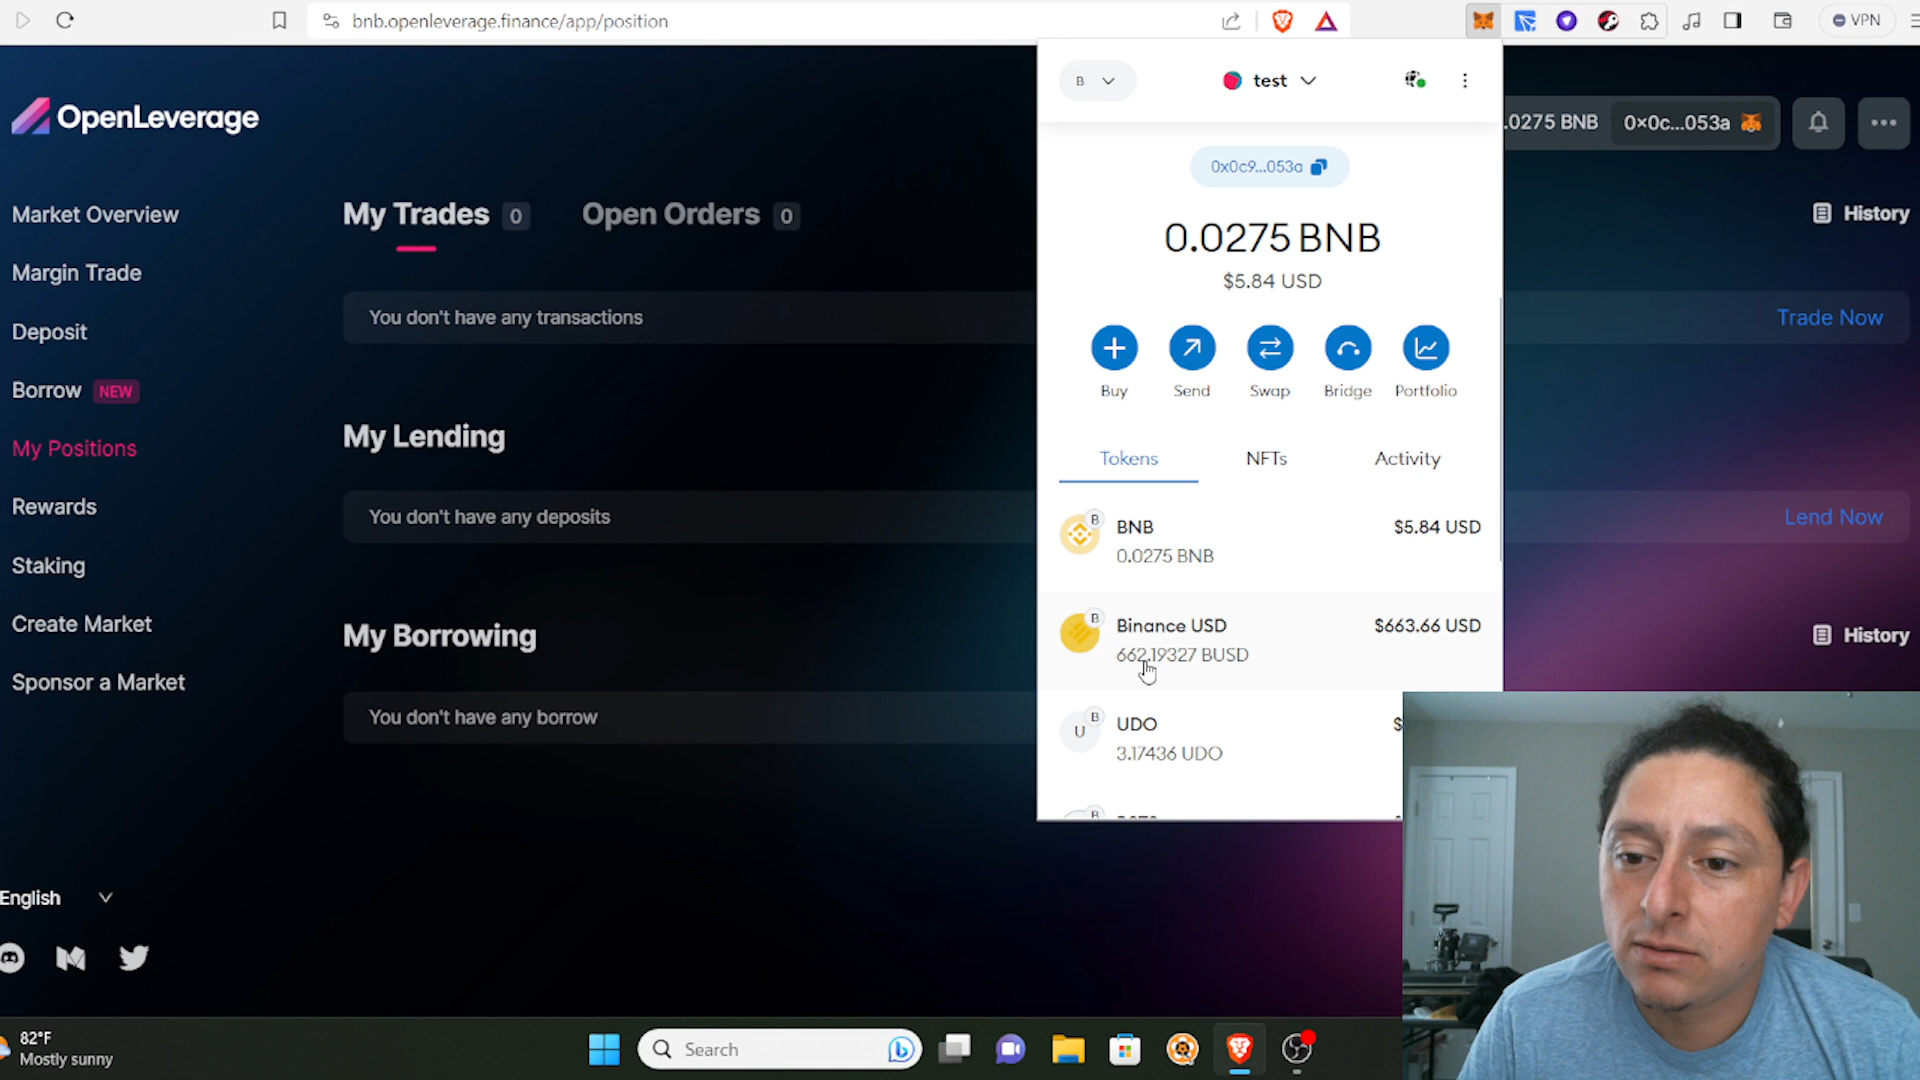 bnb.openleverage.finance/app/position
VPN
OpenLeverage
Market Overview
Margin Trade
Deposit
Borrow NEW
My Positions
Rewards
Staking
Create Market
Sponsor a Market
English
My Trades 0
Open Orders 0
History
You don't have any transactions
Trade Now
My Lending
You don't have any deposits
Lend Now
My Borrowing
History
You don't have any borrow
.0275 BNB
0×0c...053a
B
test
0x0c9...053a
0.0275 BNB
$5.84 USD
Buy
Send
Swap
Bridge
Portfolio
Tokens
NFTs
Activity
B
BNB
$5.84 USD
0.0275 BNB
B
Binance USD
$663.66 USD
662.19327 BUSD
B
U
UDO
$
3.17436 UDO
B
82°F
Mostly sunny
Search